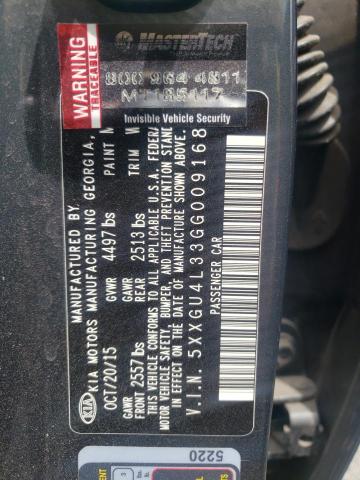 WARNING
TRACEABLE
MASTERTECH
800 964 4811
MT185117
Invisible Vehicle Security
MANUFACTURED BY
KIA MOTORS MANUFACTURING GEORGIA,
KIA
OCT/20/15
GVWR
4497 lbs
PAINT
GAWR
FRONT 2557 lbs
GAWR
REAR 2513 lbs
TRIM
THIS VEHICLE CONFORMS TO ALL APPLICABLE U.S.A. FEDERA
MOTOR VEHICLE SAFETY, BUMPER, AND THEFT PREVENTION STANDA
IN EFFECT ON THE DATE OF MANUFACTURE SHOWN ABOVE.
V.I.N. 5XXGU4L33GG009168
PASSENGER CAR
5220